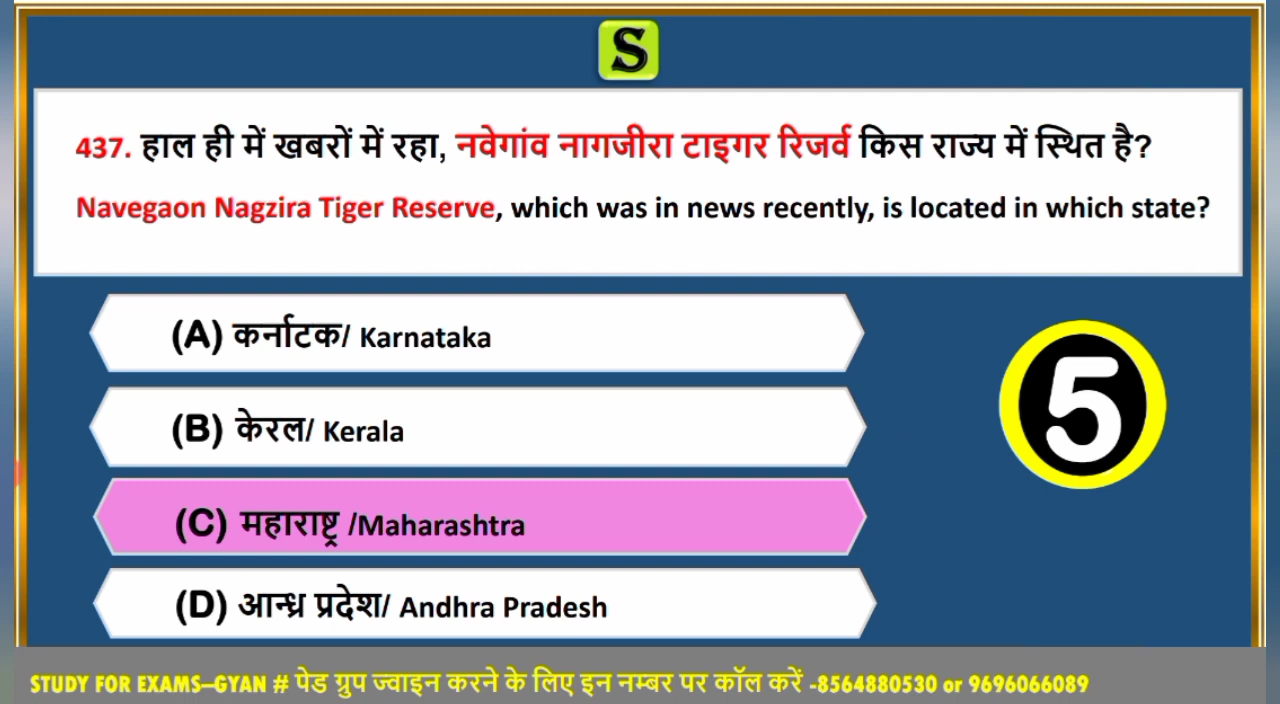 S
437. हाल ही में खबरों में रहा, नवेगांव नागजीरा टाइगर रिजर्व किस राज्य में स्थित है?
Navegaon Nagzira Tiger Reserve, which was in news recently, is located in which state?
(A) कर्नाटक/ Karnataka
(B) केरल/ Kerala
5
(C) महाराष्ट्र /Maharashtra
(D) आन्ध्र प्रदेश/ Andhra Pradesh
STUDY FOR EXAMS–GYAN # पेड ग्रुप ज्वाइन करने के लिए इन नम्बर पर कॉल करें -8564880530 or 9696066089